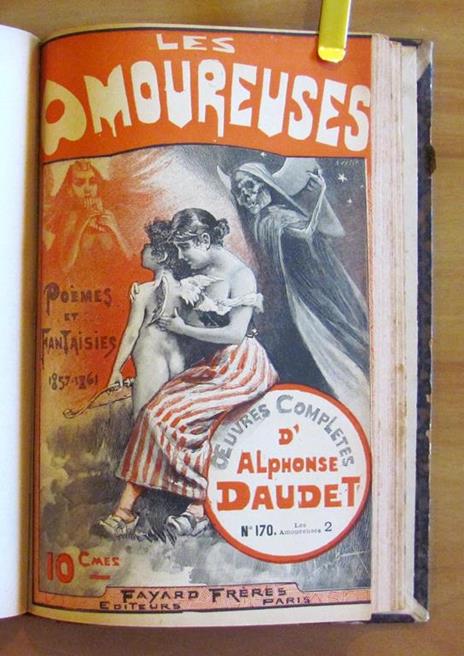 LES
AMOUREUSES
POÈMES
ET
FANTAISIES
1857-1861
ŒUVRES COMPLÈTES
D'
ALPHONSE
DAUDET
N° 170. Les Amoureuses 2
10 CMES
FAYARD FRÈRES
EDITEURS PARIS